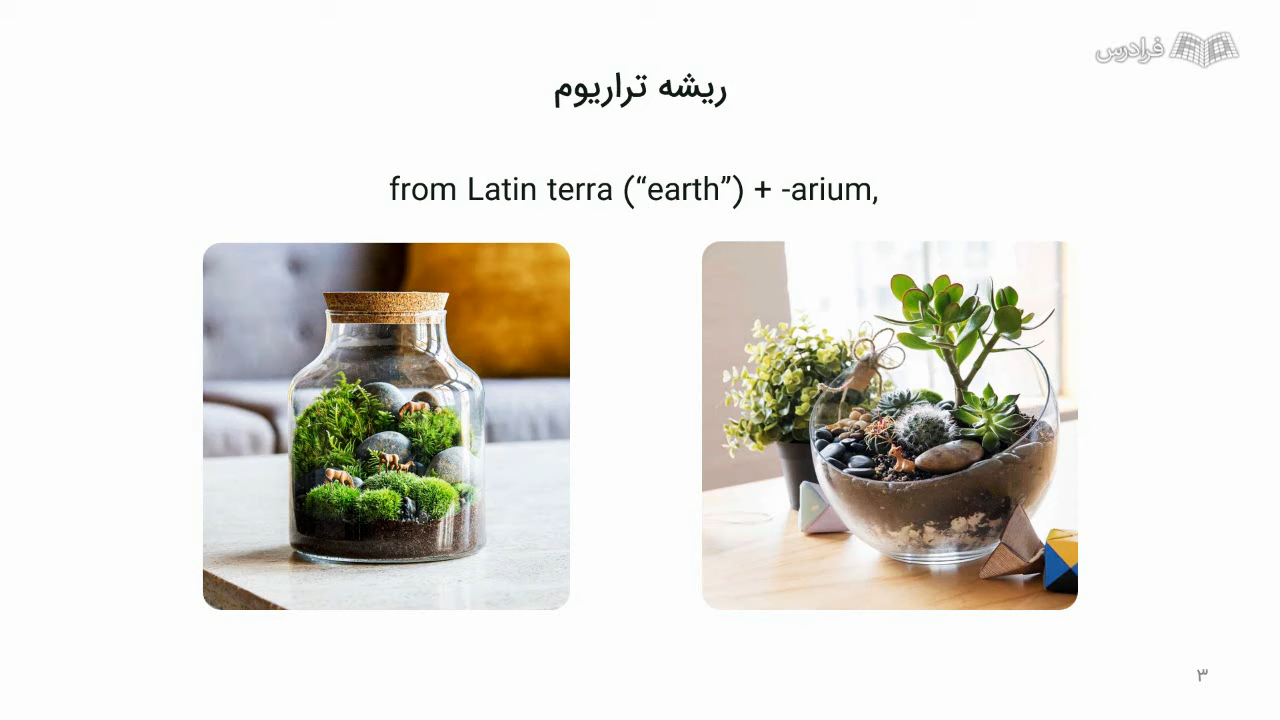 فرادرس
ریشه تراریوم
from Latin terra (“earth”) + -arium,
۳